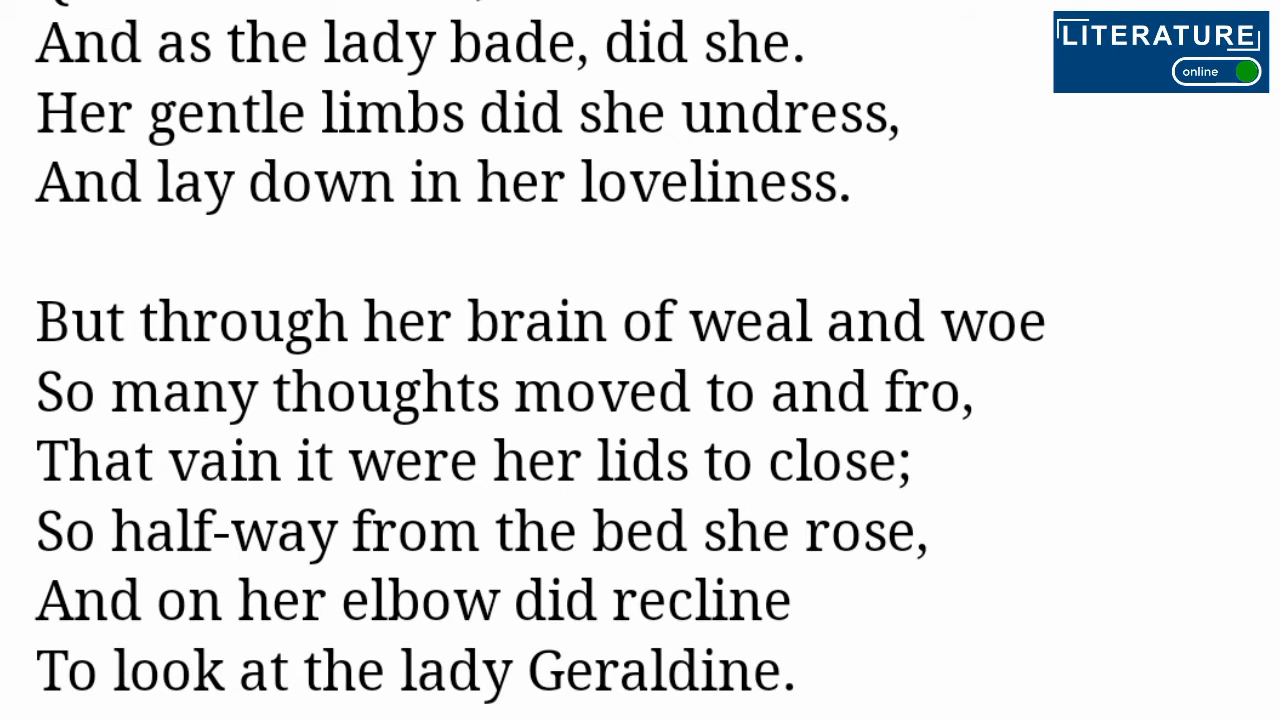 And as the lady bade, did she.
Her gentle limbs did she undress,
And lay down in her loveliness.
But through her brain of weal and woe
So many thoughts moved to and fro,
That vain it were her lids to close;
So half-way from the bed she rose,
And on her elbow did recline
To look at the lady Geraldine.
LITERATURE
online